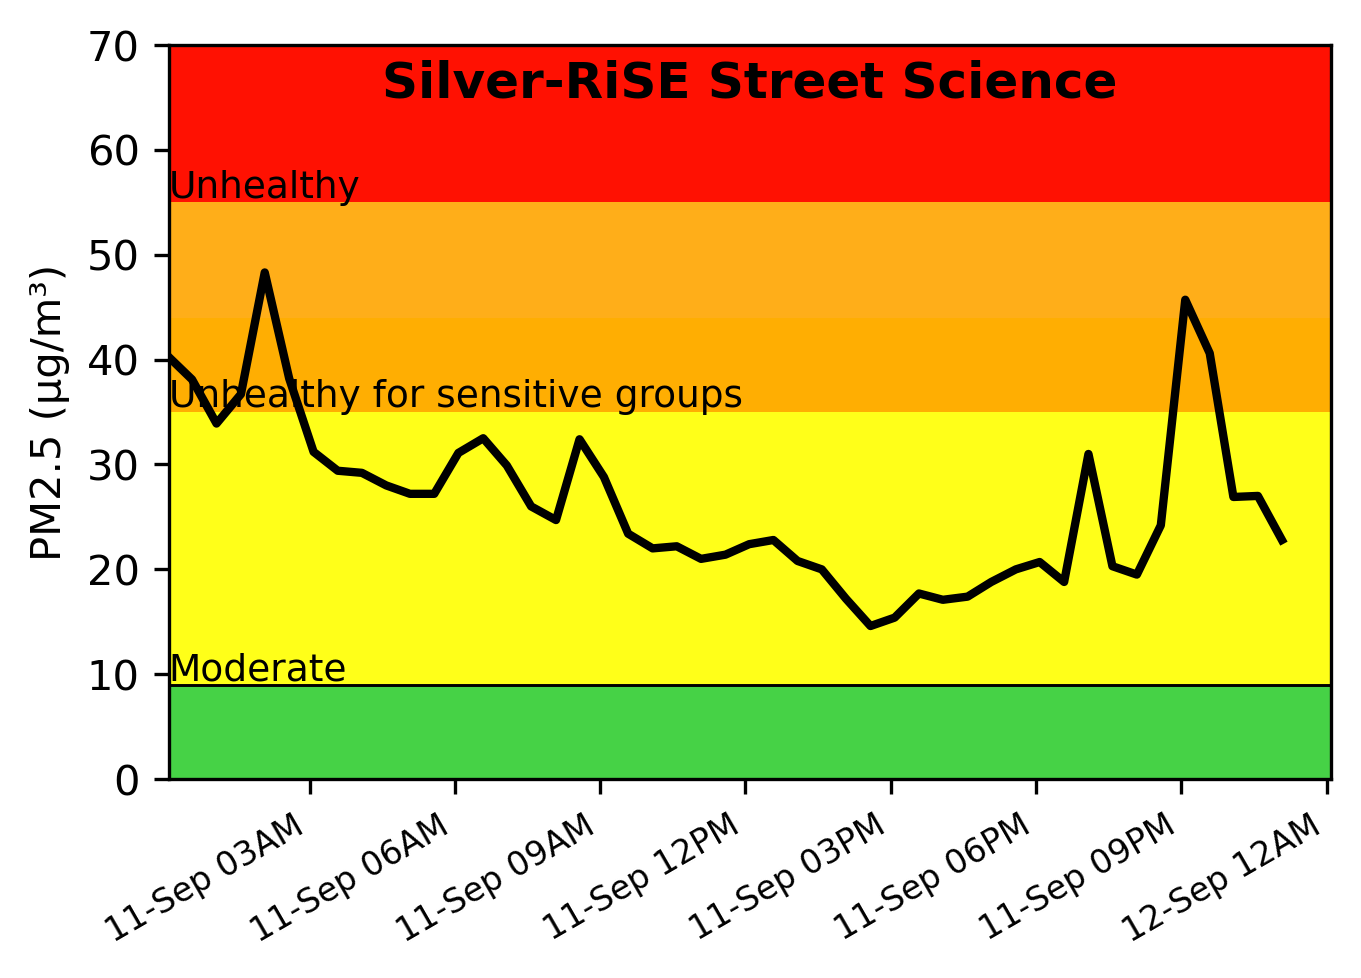 Silver-RiSE Street Science
70
60
50
40
30
20
10
0
PM2.5 (µg/m³)
Unhealthy
Unhealthy for sensitive groups
Moderate
11-Sep 03AM
11-Sep 06AM
11-Sep 09AM
11-Sep 12PM
11-Sep 03PM
11-Sep 06PM
11-Sep 09PM
12-Sep 12AM